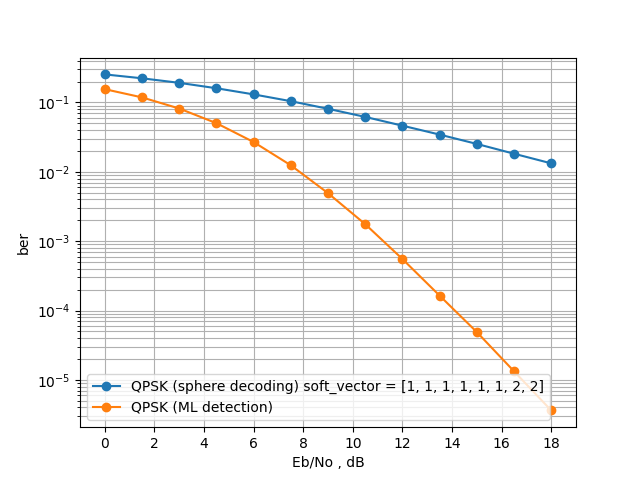 ber
10⁻¹
10⁻²
10⁻³
10⁻⁴
10⁻⁵
QPSK (sphere decoding) soft_vector = [1, 1, 1, 1, 1, 1, 2, 2]
QPSK (ML detection)
0 2 4 6 8 10 12 14 16 18
Eb/No , dB